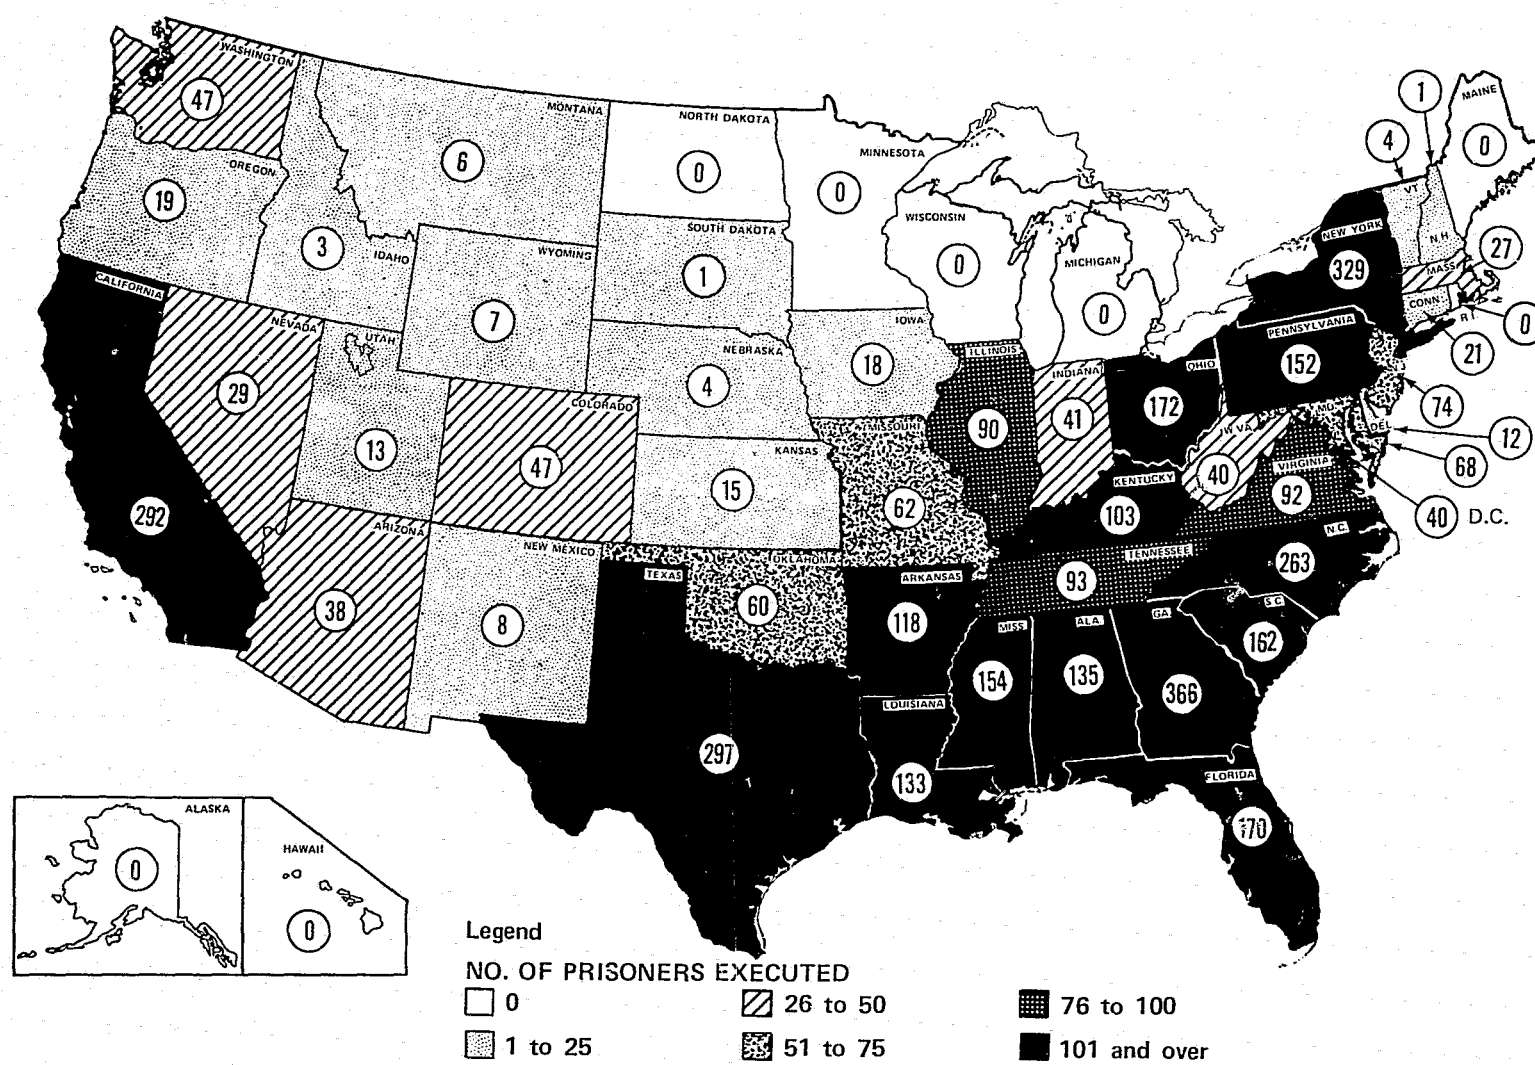 WASHINGTON
47
MONTANA
6
NORTH DAKOTA
0
MINNESOTA
0
1
4
MAINE
0
OREGON
19
3
IDAHO
WYOMING
7
SOUTH DAKOTA
1
WISCONSIN
0
MICHIGAN
0
VT
N.H.
NEW YORK
329
MASS.
27
CALIFORNIA
292
NEVADA
29
UTAH
13
COLORADO
47
NEBRASKA
4
IOWA
18
ILLINOIS
90
INDIANA
41
OHIO
172
PENNSYLVANIA
152
CONN.
R I
0
21
74
KANSAS
15
MISSOURI
62
KENTUCKY
103
W VA.
40
VIRGINIA
92
MD.
DEL
12
68
40 D.C.
ARIZONA
38
NEW MEXICO
8
TEXAS
297
OKLAHOMA
60
ARKANSAS
118
TENNESSEE
93
N.C.
263
S.C.
162
MISS
154
ALA.
135
GA.
366
LOUISIANA
133
FLORIDA
170
ALASKA
0
HAWAII
0
Legend
NO. OF PRISONERS EXECUTED
0
26 to 50
76 to 100
1 to 25
51 to 75
101 and over